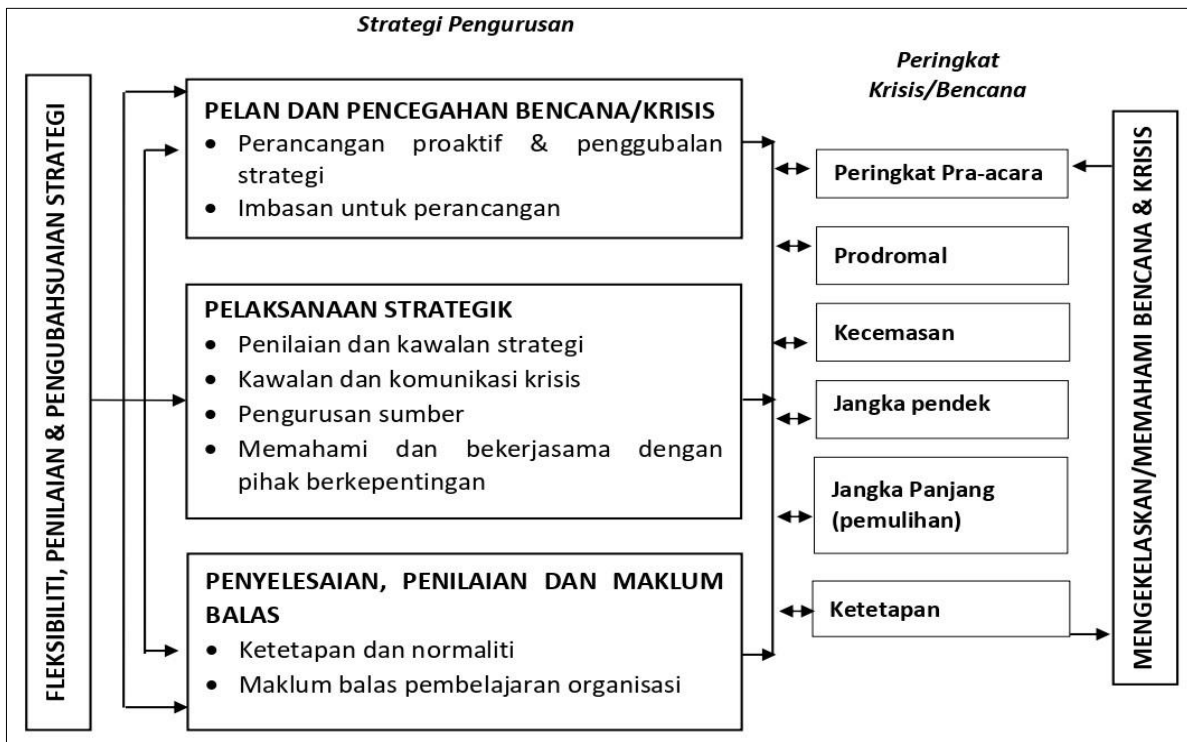 Strategi Pengurusan
FLEKSIBILITI, PENILAIAN & PENGUBAHSUAIAN STRATEGI
PELAN DAN PENCEGAHAN BENCANA/KRISIS
• Perancangan proaktif & penggubalan
strategi
• Imbasan untuk perancangan
PELAKSANAAN STRATEGIK
• Penilaian dan kawalan strategi
• Kawalan dan komunikasi krisis
• Pengurusan sumber
• Memahami dan bekerjasama dengan
pihak berkepentingan
PENYELESAIAN, PENILAIAN DAN MAKLUM
BALAS
• Ketetapan dan normaliti
• Maklum balas pembelajaran organisasi
Peringkat
Krisis/Bencana
Peringkat Pra-acara
Prodromal
Kecemasan
Jangka pendek
Jangka Panjang
(pemulihan)
Ketetapan
MENGEKELASKAN/MEMAHAMI BENCANA & KRISIS